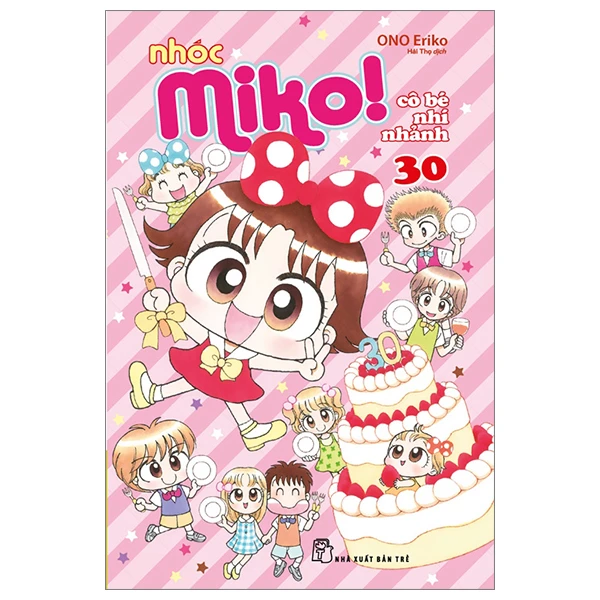 ONO Eriko
Hải Thọ dịch
nhóc
miko!
cô bé
nhí
nhảnh
30
30
NHÀ XUẤT BẢN TRẺ